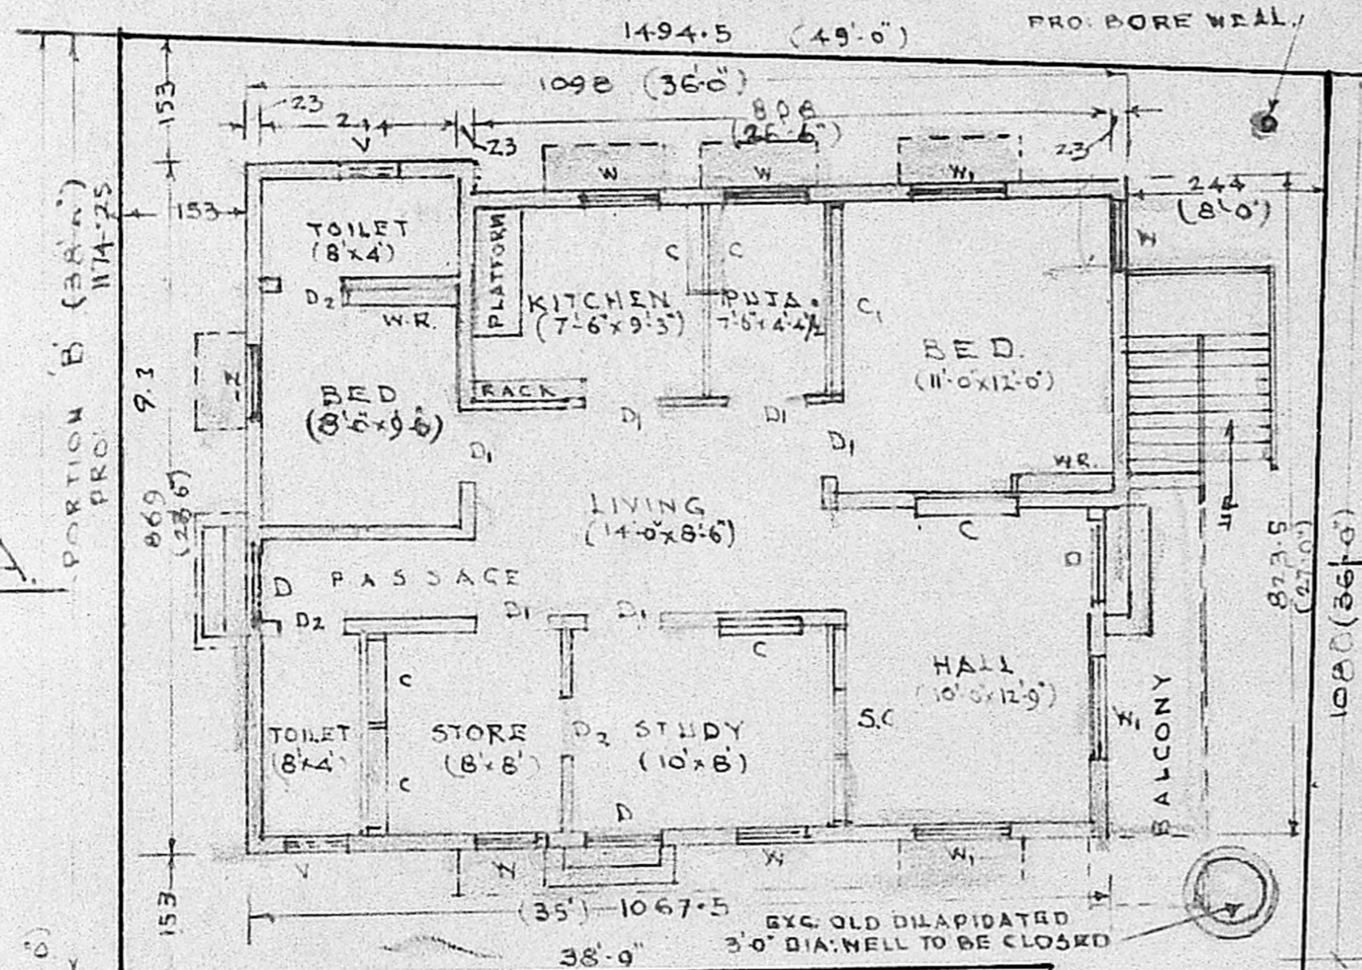 1494.5 (49'-0")
PRO: BORE WELL.
1098 (36'-0")
153
23
214
23
808
(26'-6")
23
V
W
W
W1
244
(8'-0")
153
TOILET
(8'x4')
D2
W.R.
PLATFORM
KITCHEN
(7'-6"x9'-3")
C
C
PUJA
7'-6"x4'-4½
C1
BED.
(11'-0"x12'-0")
W
PORTION 'B' (38'-6")
1174.25
PRO.
9.3
869
(28'-6")
BED
(8'-0"x9'-6)
RACK
D1
D1
D1
D1
W.R.
C
UP
LIVING
(14'-0"x8'-6")
D
PASSAGE
D
D2
D1
D1
C
823.5
(27'-0")
1080 (36'-0")
HALL
(10'-0"x12'-9")
TOILET
(8'x4')
C
C
STORE
(8'x8')
D2
STUDY
(10'x8')
S.C
W1
BALCONY
D
V
W
W
W1
153
(35')-1067.5
38'-9"
EXG. OLD DILAPIDATED
3'-0" DIA: WELL TO BE CLOSED